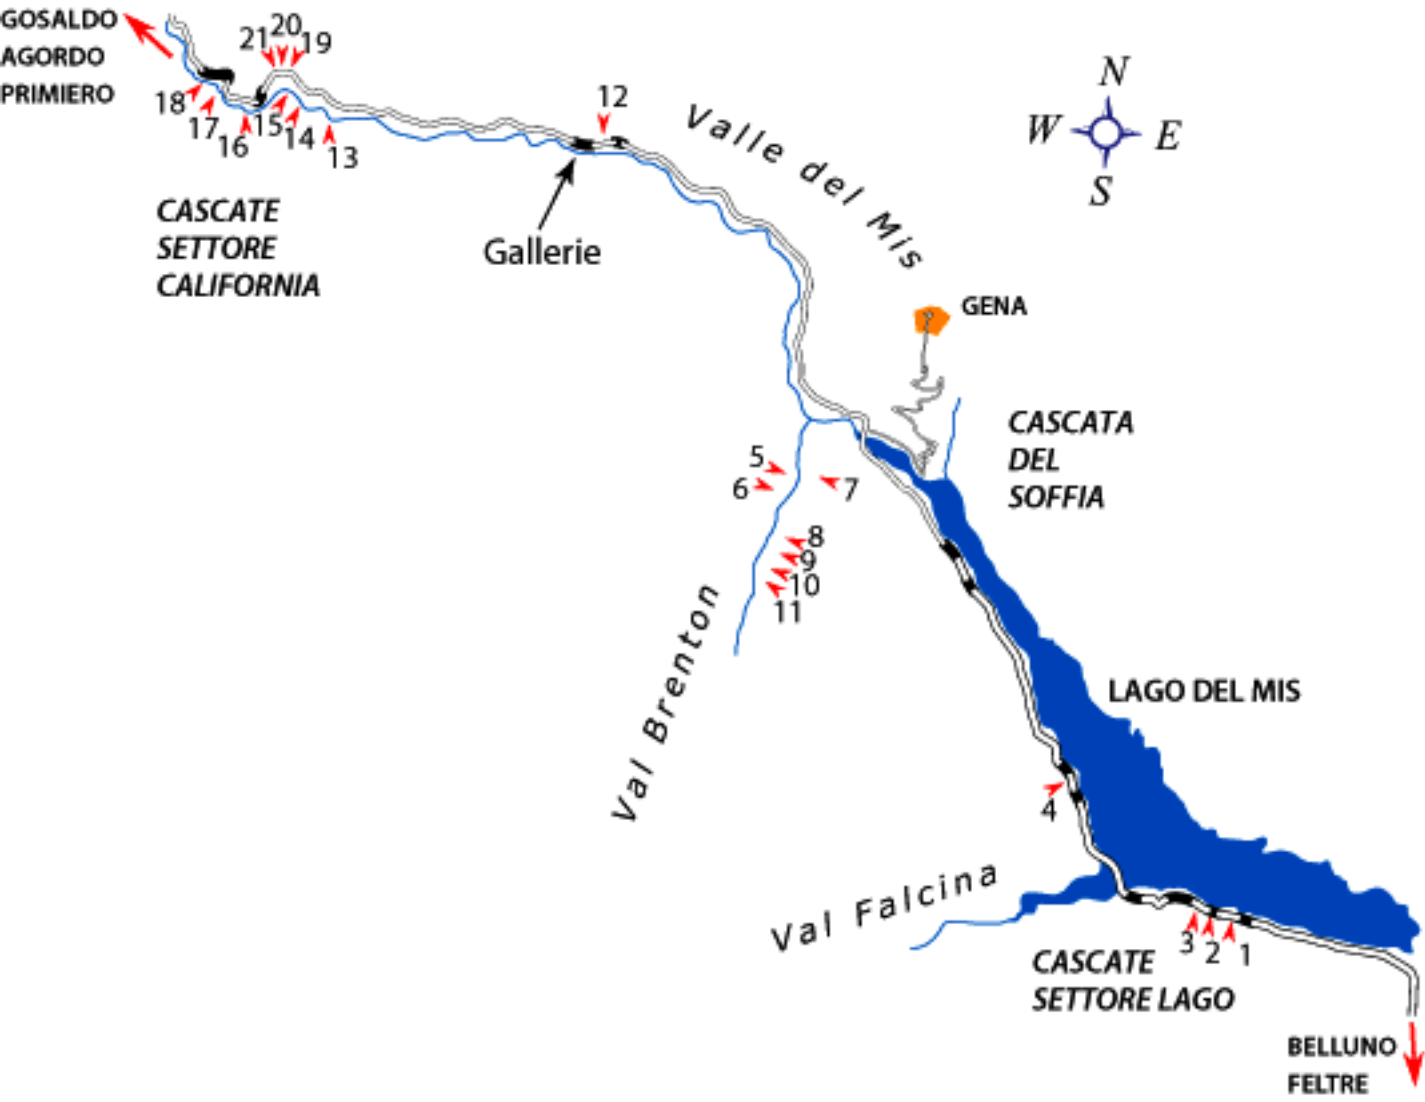 GOSALDO
AGORDO
PRIMIERO
21
20
19
18
17
16
15
14
13
12
CASCATE
SETTORE
CALIFORNIA
Gallerie
Valle del Mis
N
W
E
S
GENA
CASCATA
DEL
SOFFIA
5
6
7
8
9
10
11
Val Brenton
LAGO DEL MIS
4
Val Falcina
3
2
1
CASCATE
SETTORE LAGO
BELLUNO
FELTRE